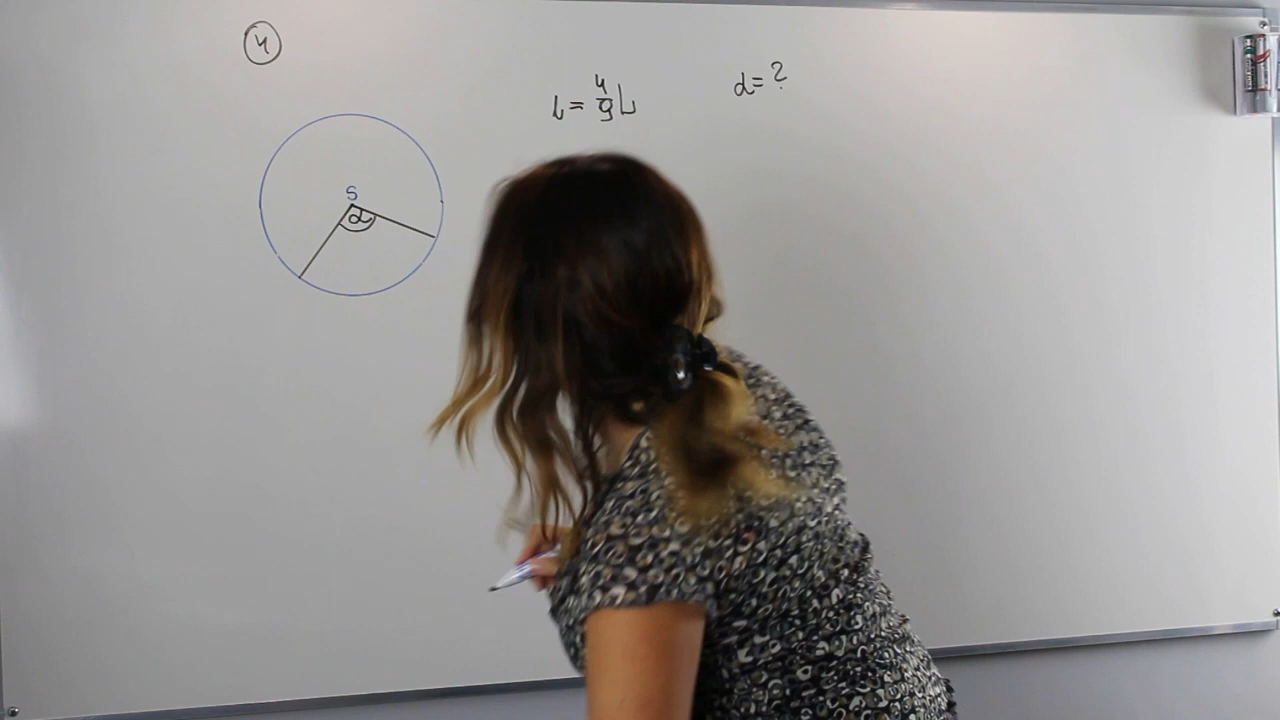 4
l = 4/9 L
α = ?
S
α